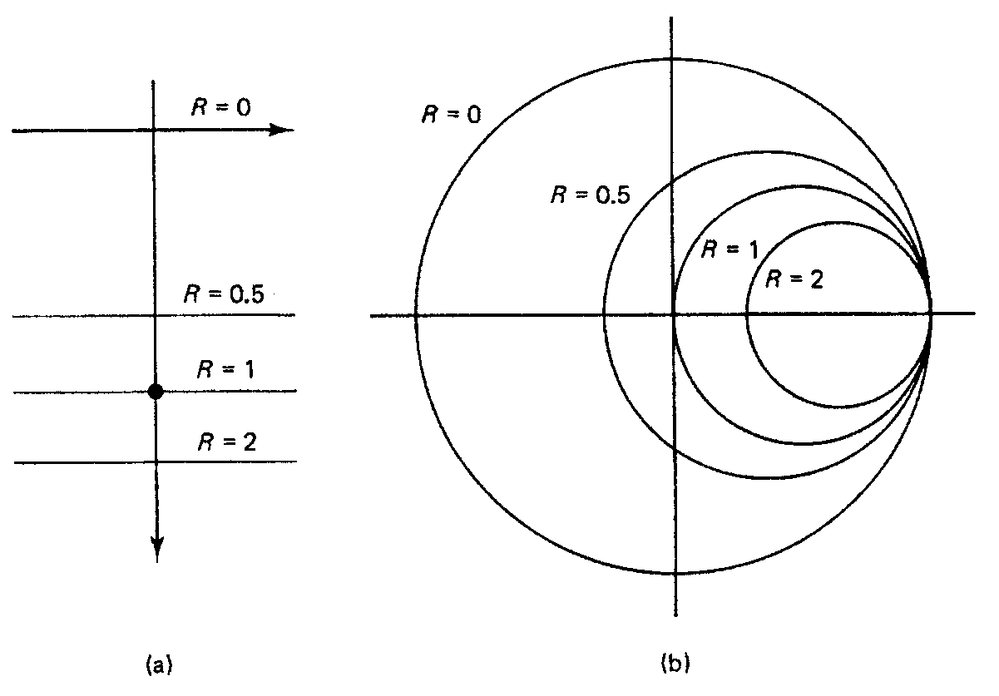 R = 0
R = 0.5
R = 1
R = 2
(a)
R = 0
R = 0.5
R = 1
R = 2
(b)